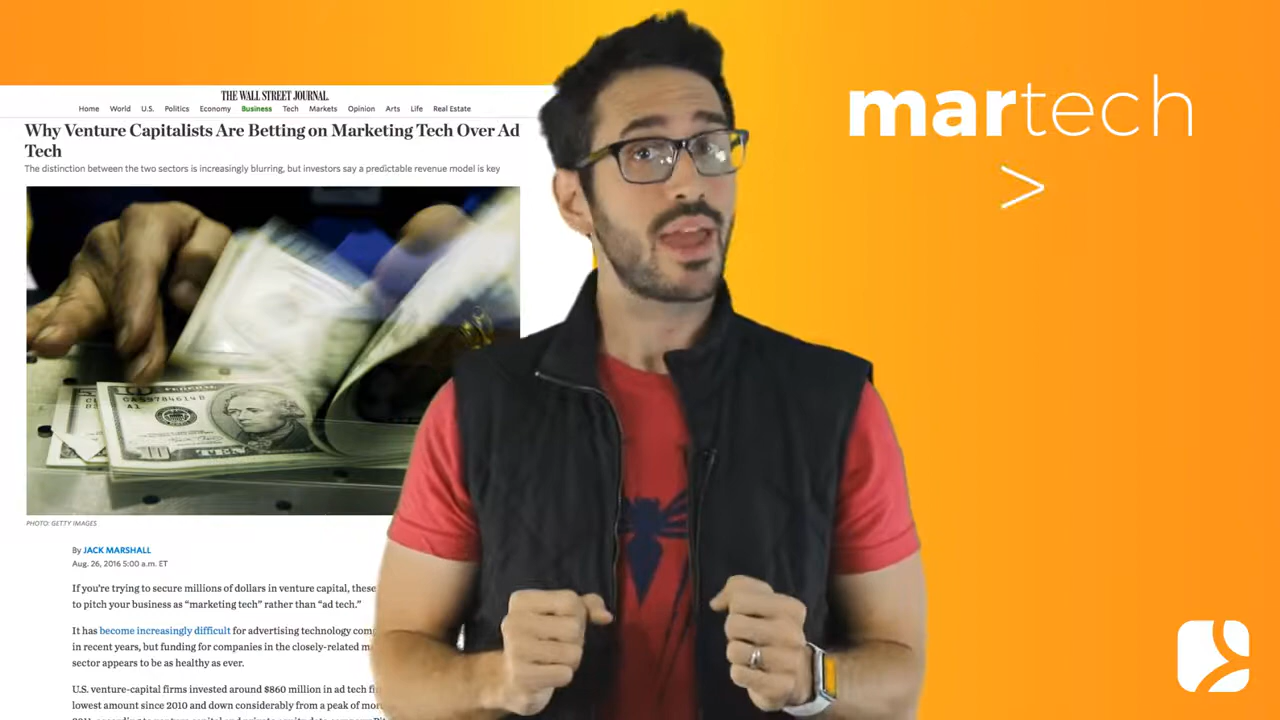 THE WALL STREET JOURNAL.
Home World U.S. Politics Economy Business Tech Markets Opinion Arts Life Real Estate
Why Venture Capitalists Are Betting on Marketing Tech Over Ad
Tech
The distinction between the two sectors is increasingly blurring, but investors say a predictable revenue model is key
PHOTO: GETTY IMAGES
By JACK MARSHALL
Aug. 26, 2016 5:00 a.m. ET
If you're trying to secure millions of dollars in venture capital, these
to pitch your business as “marketing tech” rather than “ad tech.”
It has become increasingly difficult for advertising technology
in recent years, but funding for companies in the closely-related
sector appears to be as healthy as ever.
U.S. venture-capital firms invested around $860 million in ad tech
lowest amount since 2010 and down considerably from a peak of
martech
>